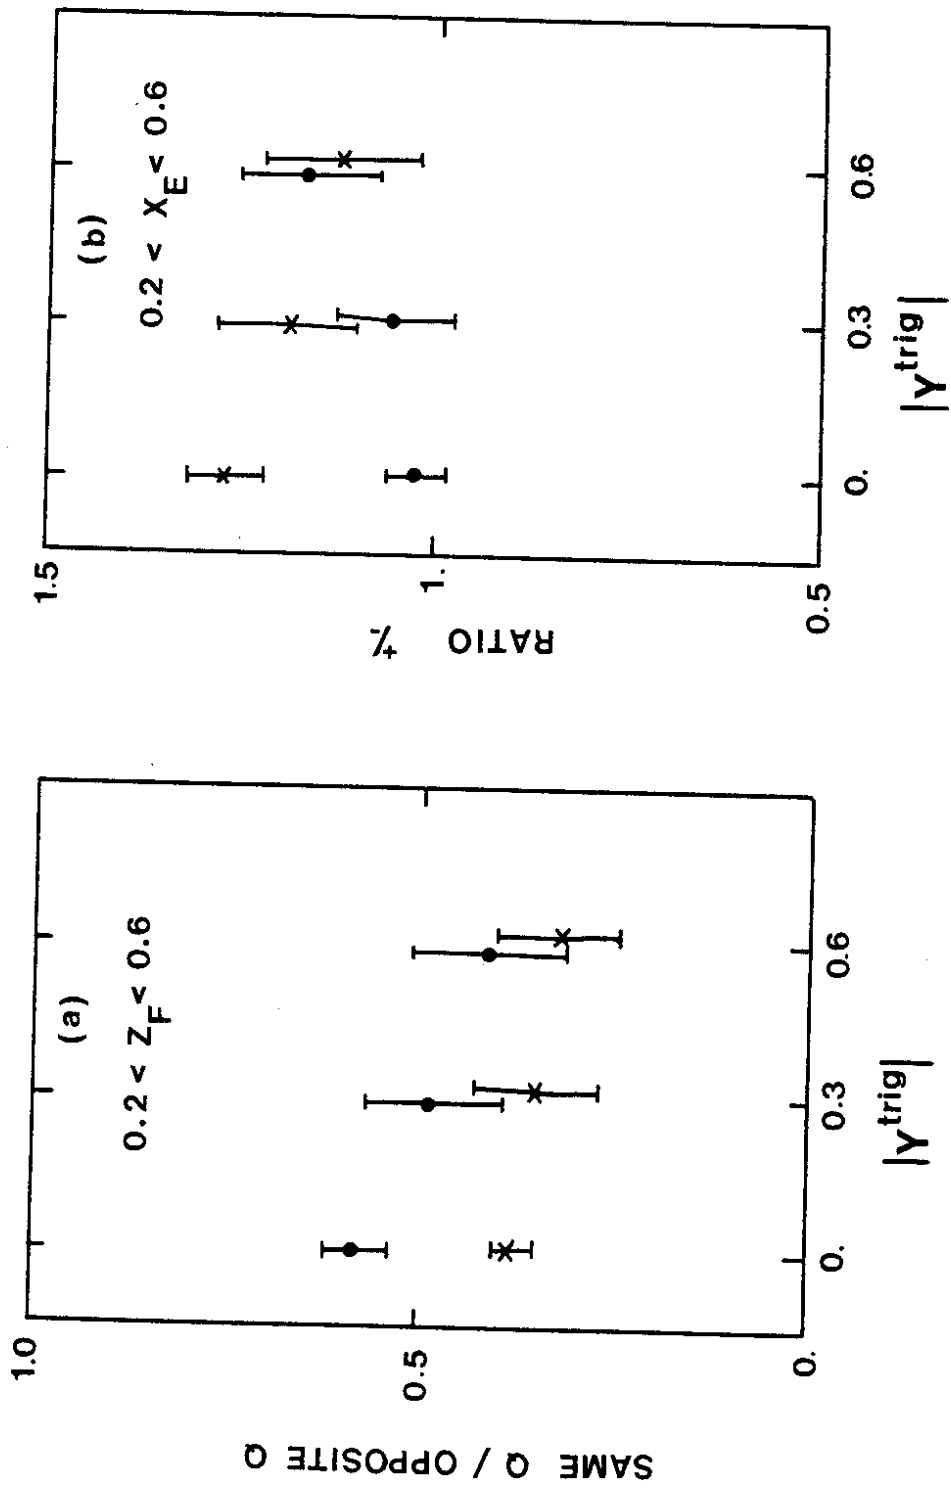 (a)
0.2 < Z_F < 0.6
SAME Q / OPPOSITE Q
1.0
0.5
0.
0.
0.3
0.6
|Y^trig|
(b)
0.2 < X_E < 0.6
RATIO +/-
1.5
1.
0.5
0.
0.3
0.6
|Y^trig|